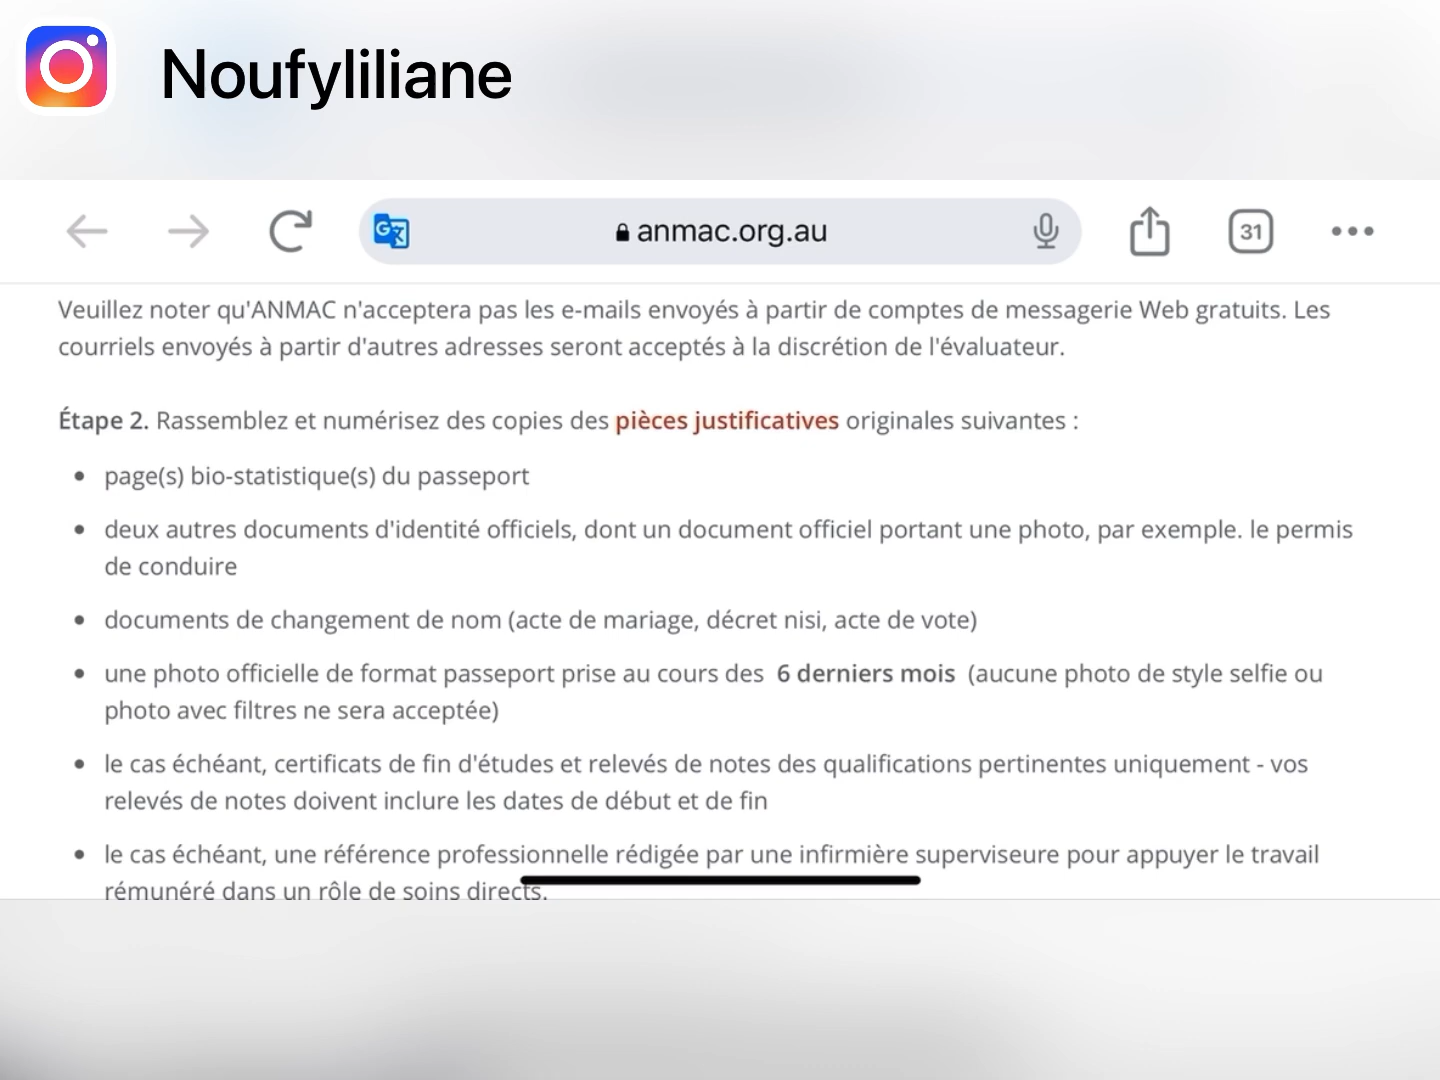 Noufyliliane
anmac.org.au
31
Veuillez noter qu'ANMAC n'acceptera pas les e-mails envoyés à partir de comptes de messagerie Web gratuits. Les
courriels envoyés à partir d'autres adresses seront acceptés à la discrétion de l'évaluateur.
Étape 2. Rassemblez et numérisez des copies des pièces justificatives originales suivantes :
• page(s) bio-statistique(s) du passeport
• deux autres documents d'identité officiels, dont un document officiel portant une photo, par exemple. le permis
de conduire
• documents de changement de nom (acte de mariage, décret nisi, acte de vote)
• une photo officielle de format passeport prise au cours des 6 derniers mois (aucune photo de style selfie ou
photo avec filtres ne sera acceptée)
• le cas échéant, certificats de fin d'études et relevés de notes des qualifications pertinentes uniquement - vos
relevés de notes doivent inclure les dates de début et de fin
• le cas échéant, une référence professionnelle rédigée par une infirmière superviseure pour appuyer le travail
rémunéré dans un rôle de soins directs.